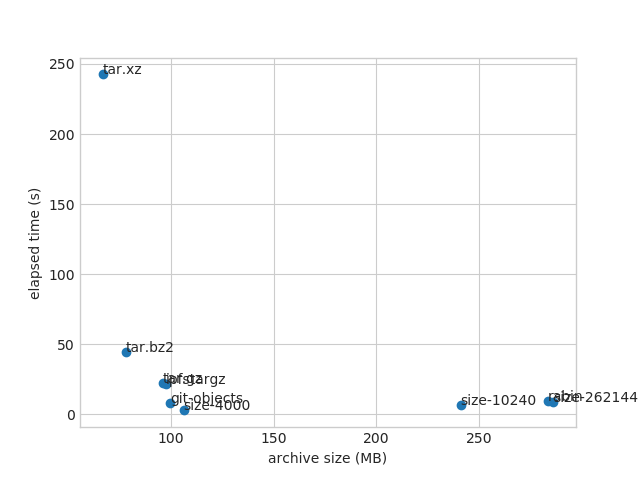 250
tar.xz
200
150
100
50
tar.bz2
tar.gz
git-objects
size-4000
size-10240
rabin
size-262144
0
100
150
200
250
elapsed time (s)
archive size (MB)